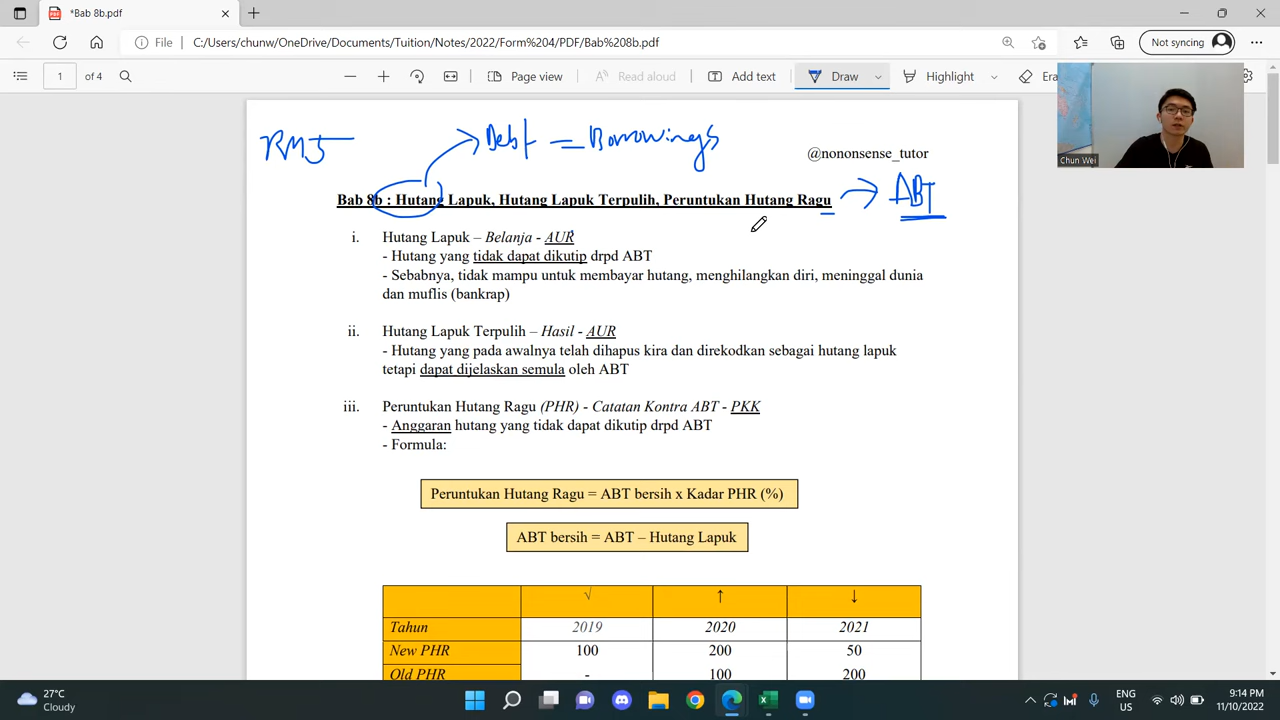 *Bab 8b.pdf
File C:/Users/chunw/OneDrive/Documents/Tuition/Notes/2022/Form%204/PDF/Bab%208b.pdf Not syncing
1 of 4 Page view Read aloud Add text Draw Highlight Era
RM5 Debt = Borrowings
@nononsense_tutor
Bab 8b : Hutang Lapuk, Hutang Lapuk Terpulih, Peruntukan Hutang Ragu → ABT
i. Hutang Lapuk – Belanja - AUR
- Hutang yang tidak dapat dikutip drpd ABT
- Sebabnya, tidak mampu untuk membayar hutang, menghilangkan diri, meninggal dunia
dan muflis (bankrap)
ii. Hutang Lapuk Terpulih – Hasil - AUR
- Hutang yang pada awalnya telah dihapus kira dan direkodkan sebagai hutang lapuk
tetapi dapat dijelaskan semula oleh ABT
iii. Peruntukan Hutang Ragu (PHR) - Catatan Kontra ABT - PKK
- Anggaran hutang yang tidak dapat dikutip drpd ABT
- Formula:
Peruntukan Hutang Ragu = ABT bersih x Kadar PHR (%)
ABT bersih = ABT – Hutang Lapuk
√ ↑ ↓
Tahun 2019 2020 2021
New PHR 100 200 50
Old PHR - 100 200
Chun Wei
27°C
Cloudy
ENG
US
9:14 PM
11/10/2022